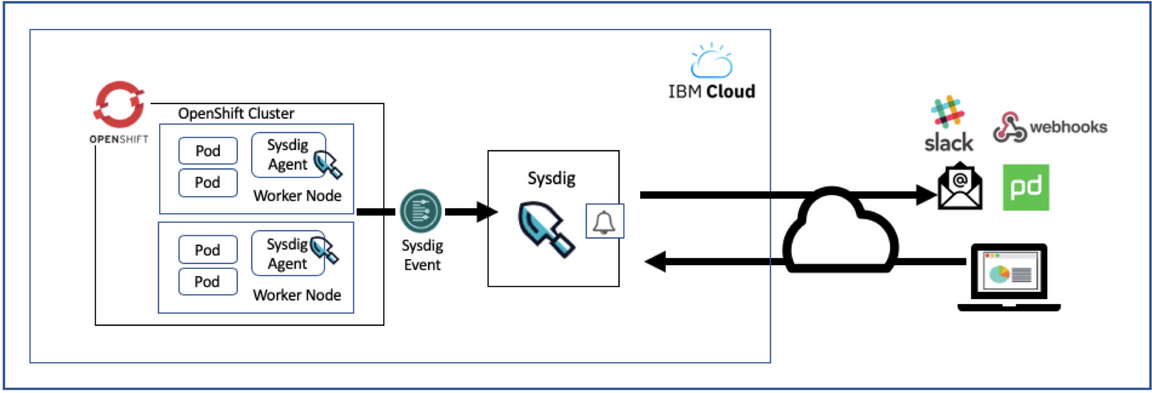 IBM Cloud
OPENSHIFT
OpenShift Cluster
Pod
Pod
Sysdig
Agent
Worker Node
Pod
Pod
Sysdig
Agent
Worker Node
Sysdig
Event
Sysdig
slack
webhooks
@
pd